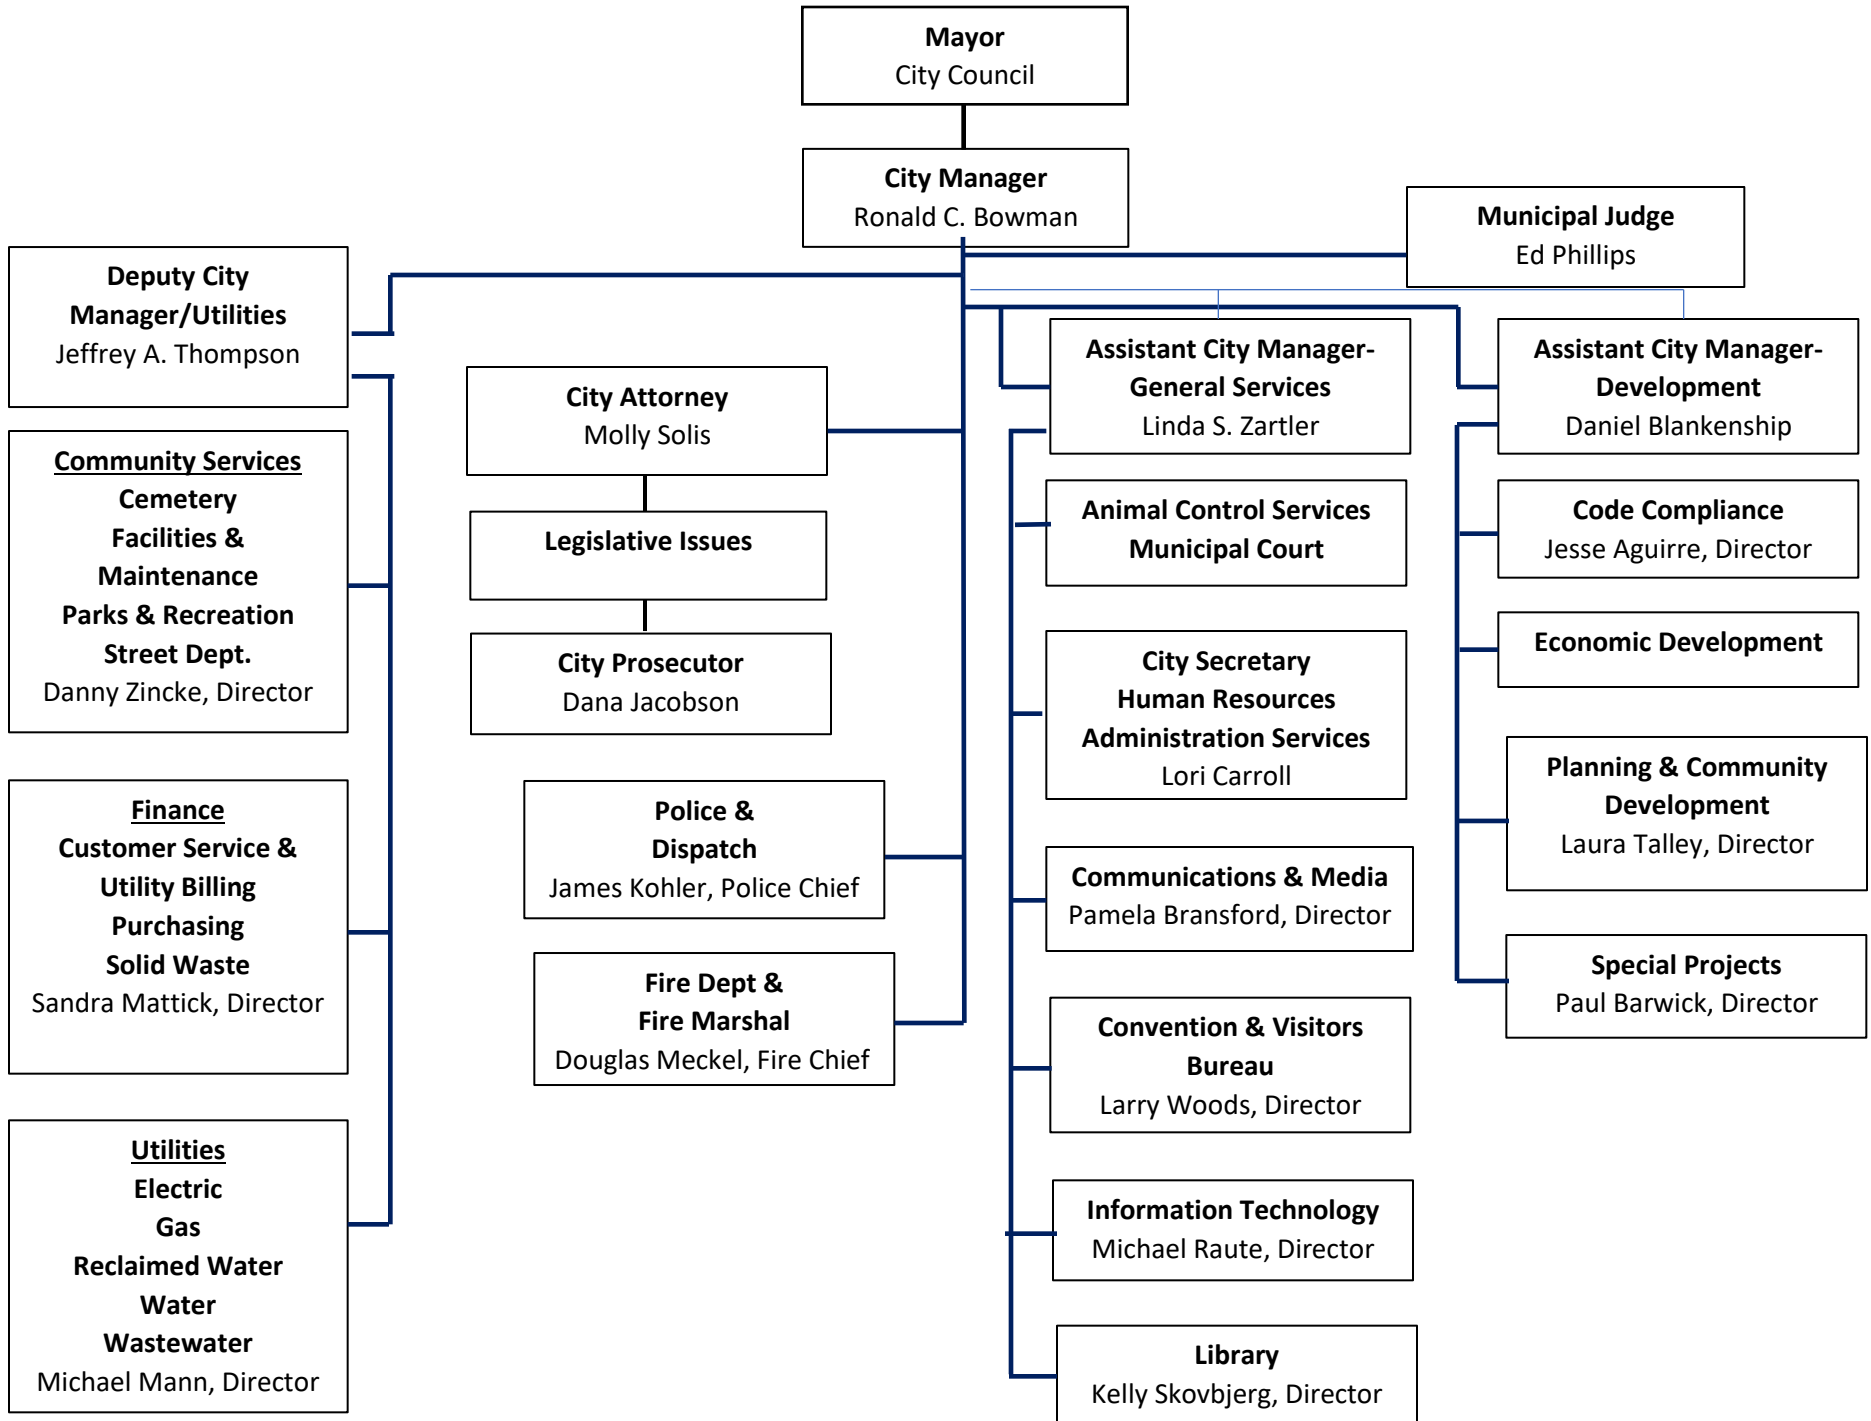 Mayor
City Council
City Manager
Ronald C. Bowman
Municipal Judge
Ed Phillips
Deputy City
Manager/Utilities
Jeffrey A. Thompson
Community Services
Cemetery
Facilities &
Maintenance
Parks & Recreation
Street Dept.
Danny Zincke, Director
Finance
Customer Service &
Utility Billing
Purchasing
Solid Waste
Sandra Mattick, Director
Utilities
Electric
Gas
Reclaimed Water
Water
Wastewater
Michael Mann, Director
City Attorney
Molly Solis
Legislative Issues
City Prosecutor
Dana Jacobson
Police &
Dispatch
James Kohler, Police Chief
Fire Dept &
Fire Marshal
Douglas Meckel, Fire Chief
Assistant City Manager-
General Services
Linda S. Zartler
Animal Control Services
Municipal Court
City Secretary
Human Resources
Administration Services
Lori Carroll
Communications & Media
Pamela Bransford, Director
Convention & Visitors
Bureau
Larry Woods, Director
Information Technology
Michael Raute, Director
Library
Kelly Skovbjerg, Director
Assistant City Manager-
Development
Daniel Blankenship
Code Compliance
Jesse Aguirre, Director
Economic Development
Planning & Community
Development
Laura Talley, Director
Special Projects
Paul Barwick, Director